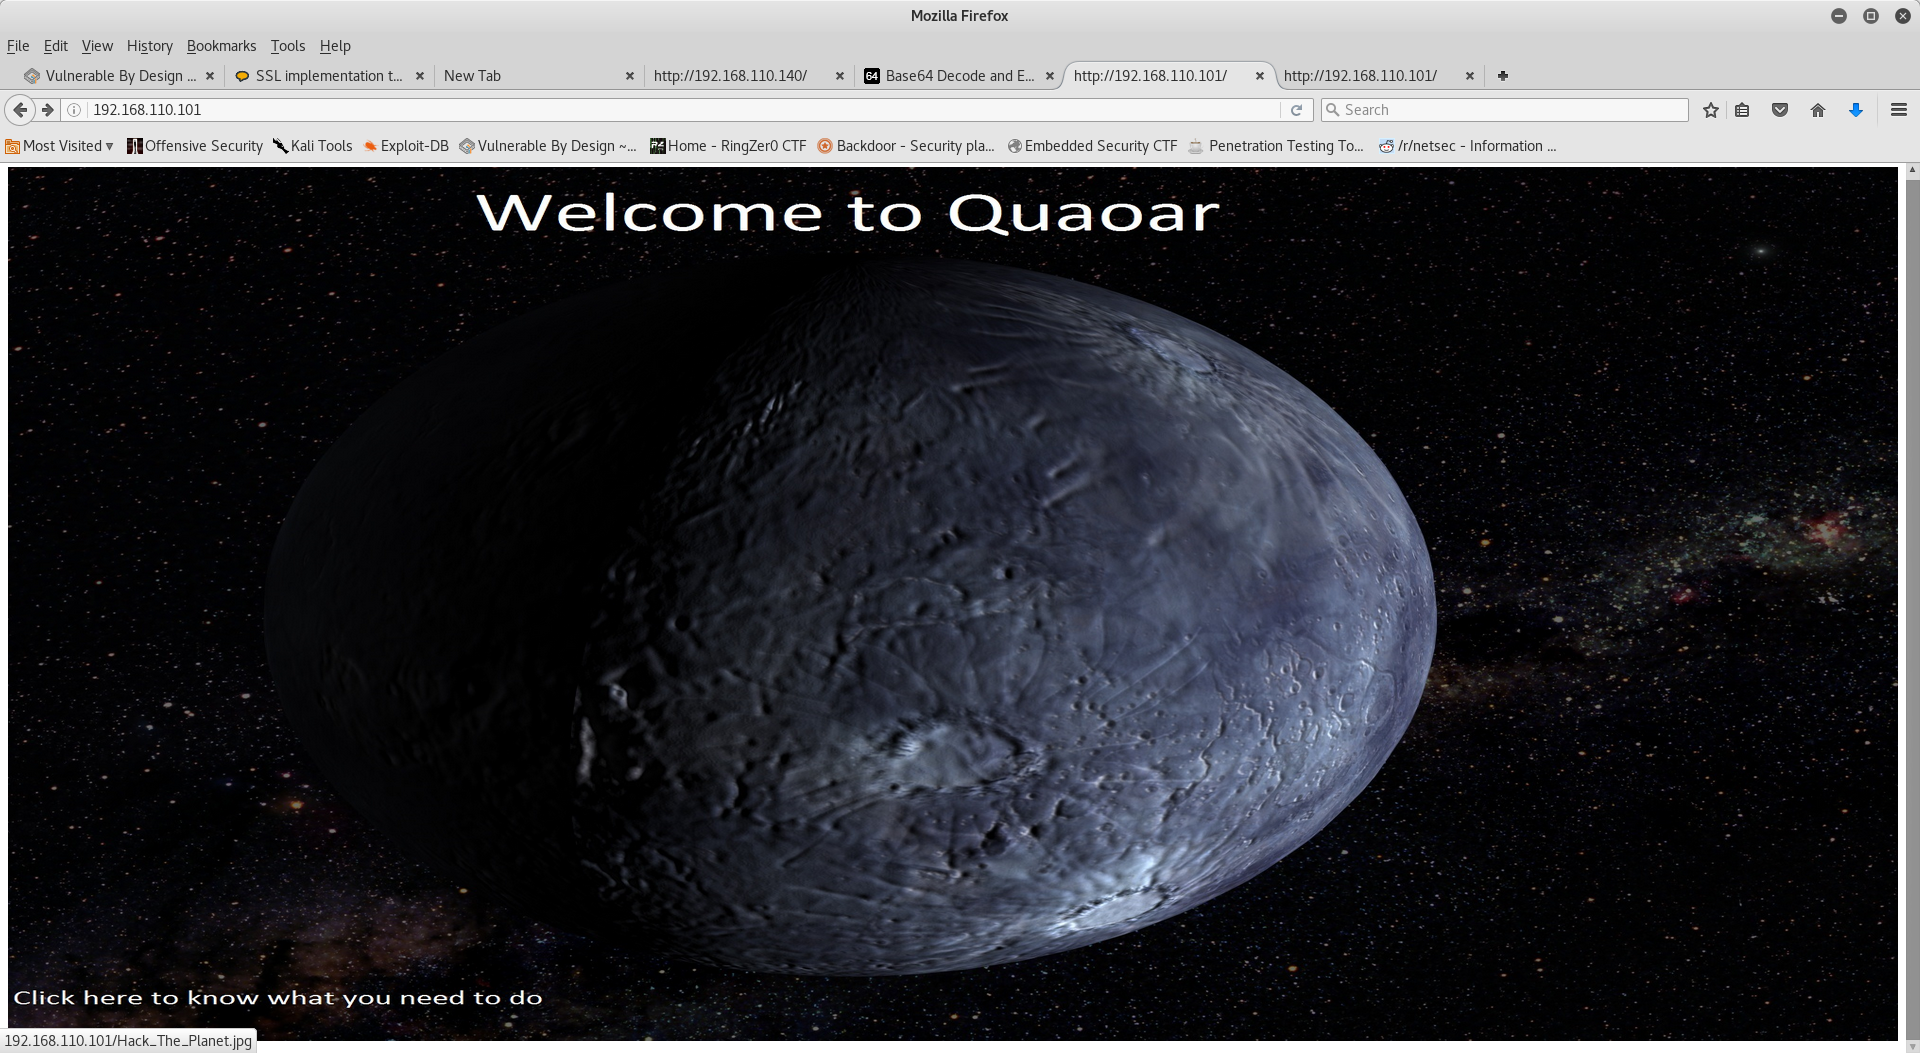 Mozilla Firefox
File Edit View History Bookmarks Tools Help
Vulnerable By Design ... SSL implementation t... New Tab http://192.168.110.140/ 64 Base64 Decode and E... http://192.168.110.101/ http://192.168.110.101/
192.168.110.101 Search
Most Visited Offensive Security Kali Tools Exploit-DB Vulnerable By Design ~... Home - RingZer0 CTF Backdoor - Security pla... Embedded Security CTF Penetration Testing To... /r/netsec - Information ...
Welcome to Quaoar
Click here to know what you need to do
192.168.110.101/Hack_The_Planet.jpg